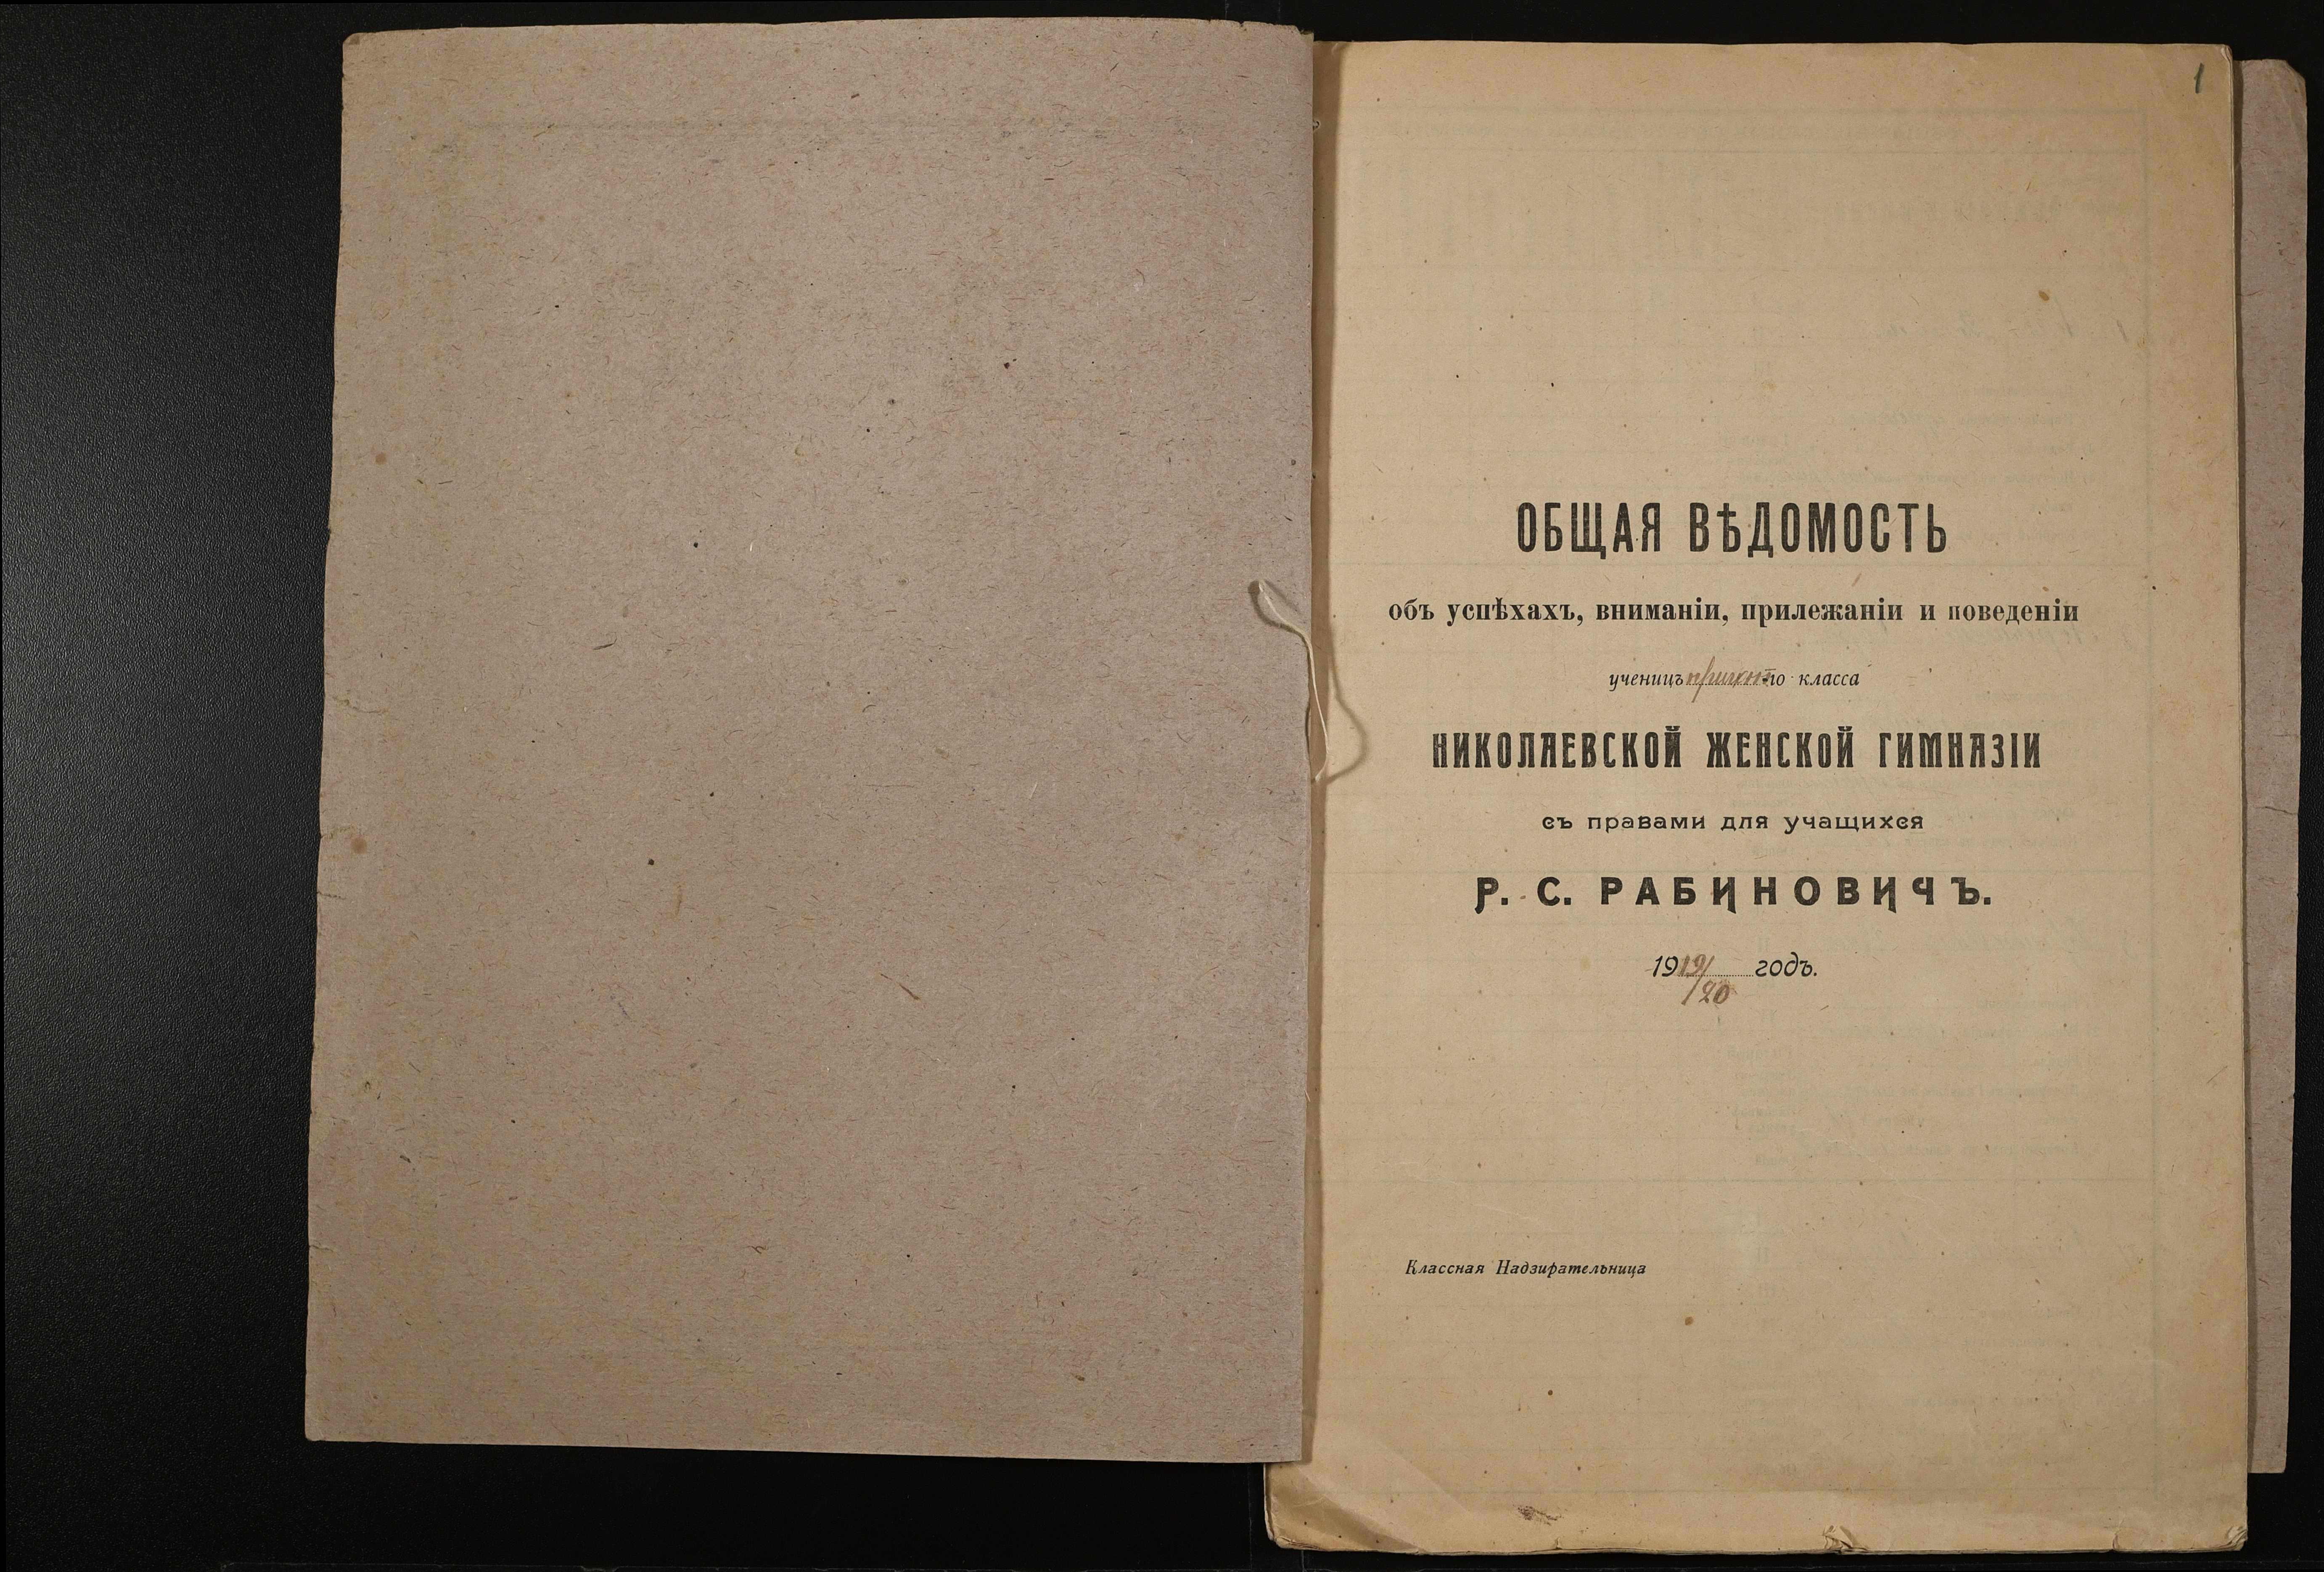 1
ОБЩАЯ ВѢДОМОСТЬ
объ успѣхахъ, вниманіи, прилежаніи и поведеніи
ученицъ го класса
НИКОЛАЕВСКОЙ ЖЕНСКОЙ ГИМНАЗІИ
съ правами для учащихся
Р. С. РАБИНОВИЧЪ.
1919/20 годъ.
Классная Надзирательница